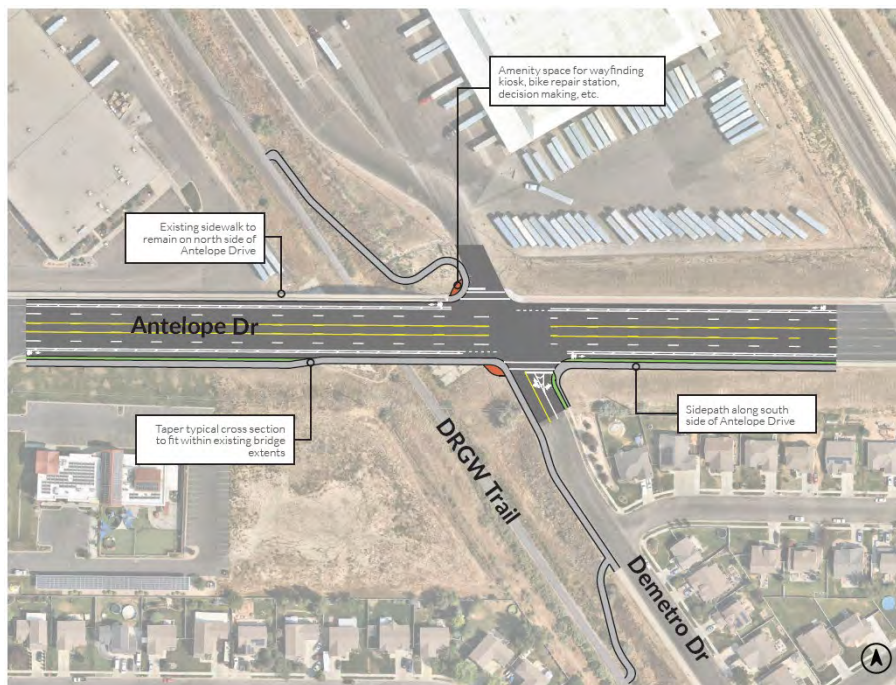 Amenity space for wayfinding
kiosk, bike repair station,
decision making, etc.
Existing sidewalk to
remain on north side of
Antelope Drive
Antelope Dr
Taper typical cross section
to fit within existing bridge
extents
Sidepath along south
side of Antelope Drive
DRGW Trail
Demetro Dr